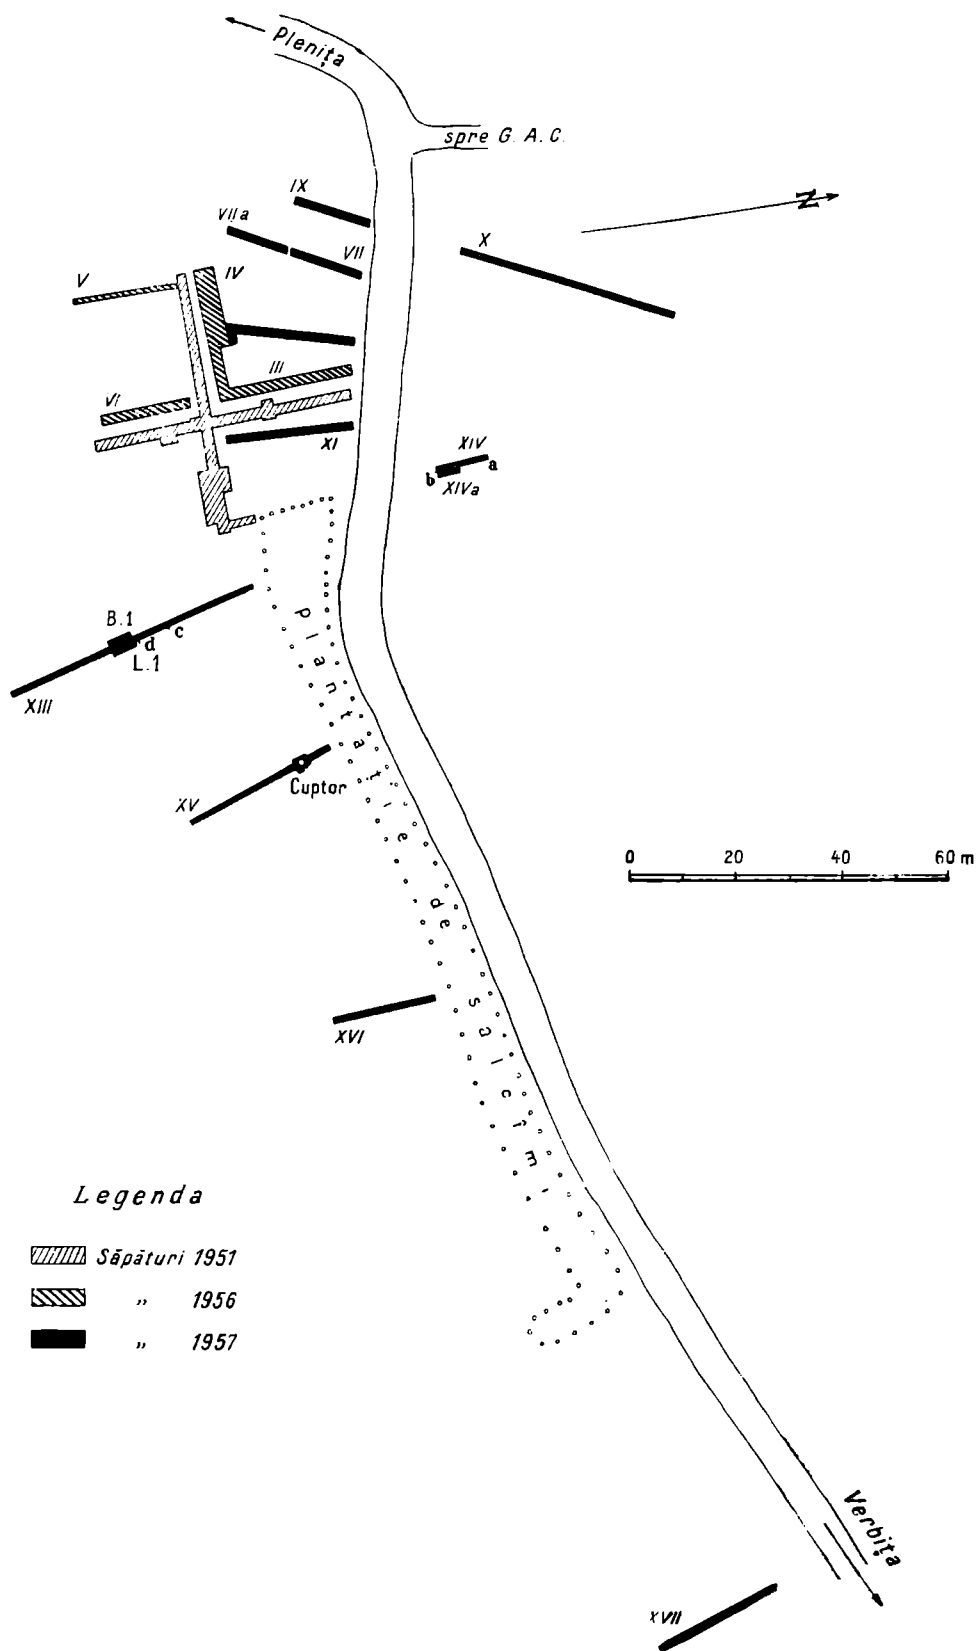 Plenița
spre G. A. C.
N
IX
VII a
VII
X
V
IV
III
VI
XI
XIV
a
b
XIVa
B.1
c
d
L.1
XIII
Plantație de salcîmi
XV
Cuptor
0 20 40 60 m
XVI
Legenda
Săpături 1951
„ 1956
„ 1957
Verbița
XVII